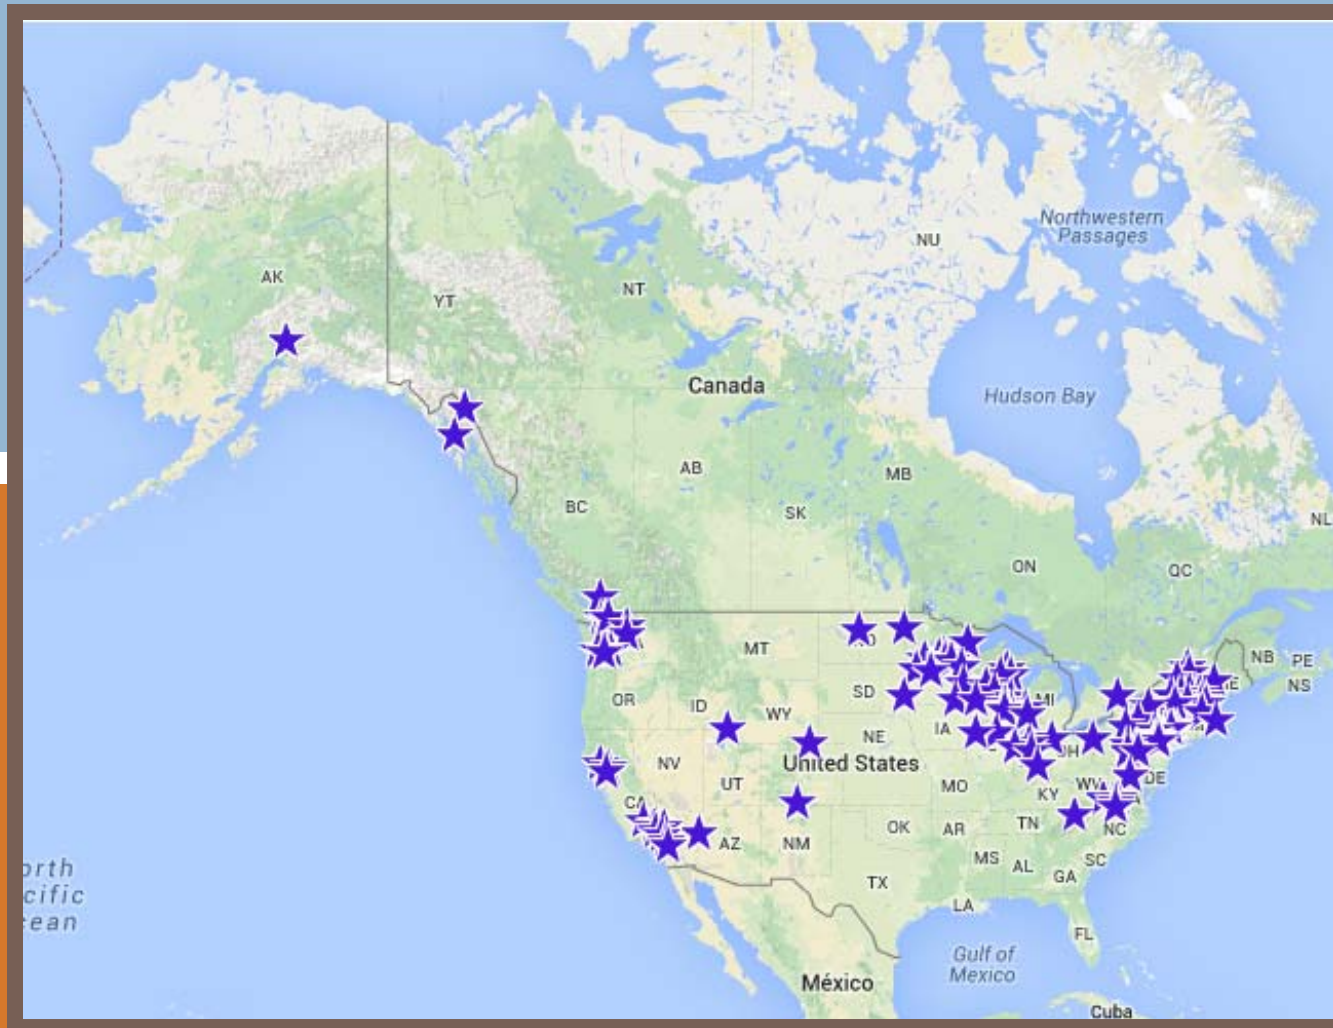 Northwestern
Passages
NU
AK
NT
YT
Canada
Hudson Bay
AB
MB
BC
SK
NL
ON
QC
NB
PE
MT
NS
SD
OR
ID
WY
MI
IA
NE
NV
United States
UT
MO
WV
DE
KY
CA
OK
AR
TN
NC
AZ
NM
MS
AL
SC
orth
GA
TX
cific
LA
ean
FL
Gulf of
Mexico
México
Cuba